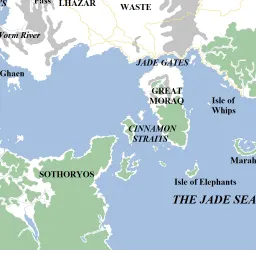 Pass
LHAZAR
WASTE
Worm River
JADE GATES
Ghaen
GREAT
MORAQ
Isle of
Whips
CINNAMON
STRAITS
Marah
SOTHORYOS
Isle of Elephants
THE JADE SEA